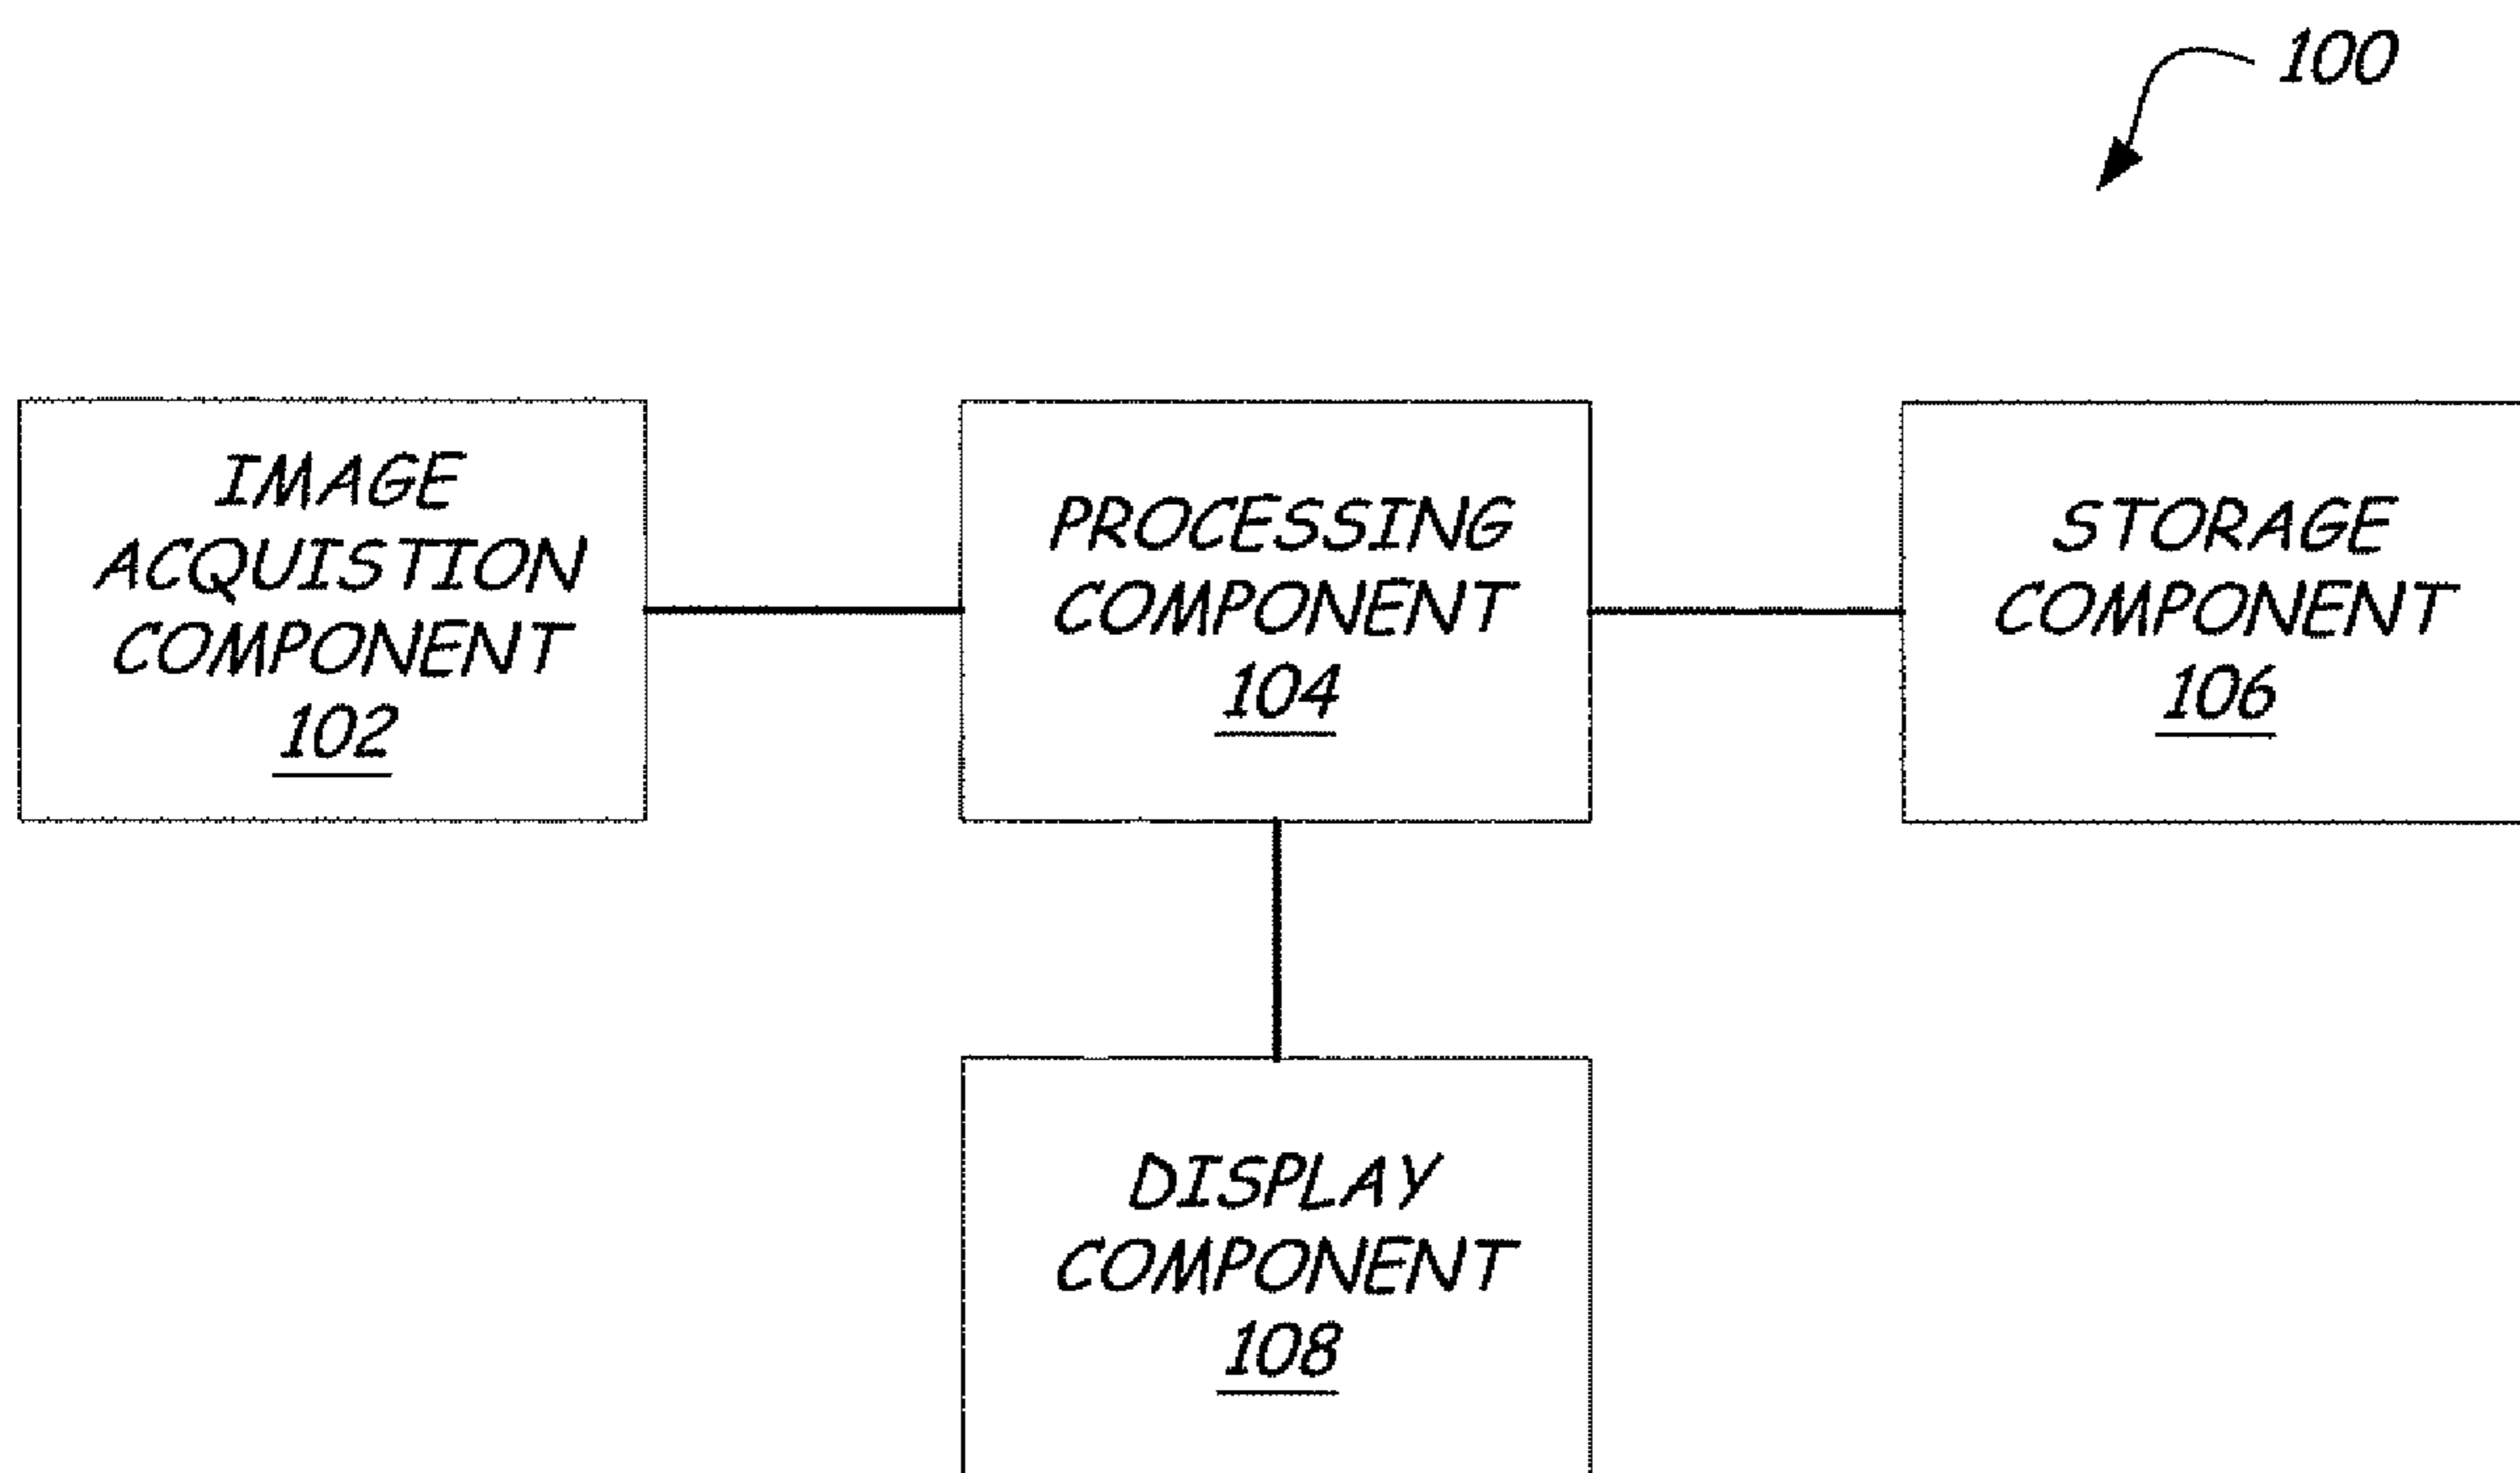 100
IMAGE
ACQUISTION
COMPONENT
102
PROCESSING
COMPONENT
104
STORAGE
COMPONENT
106
DISPLAY
COMPONENT
108